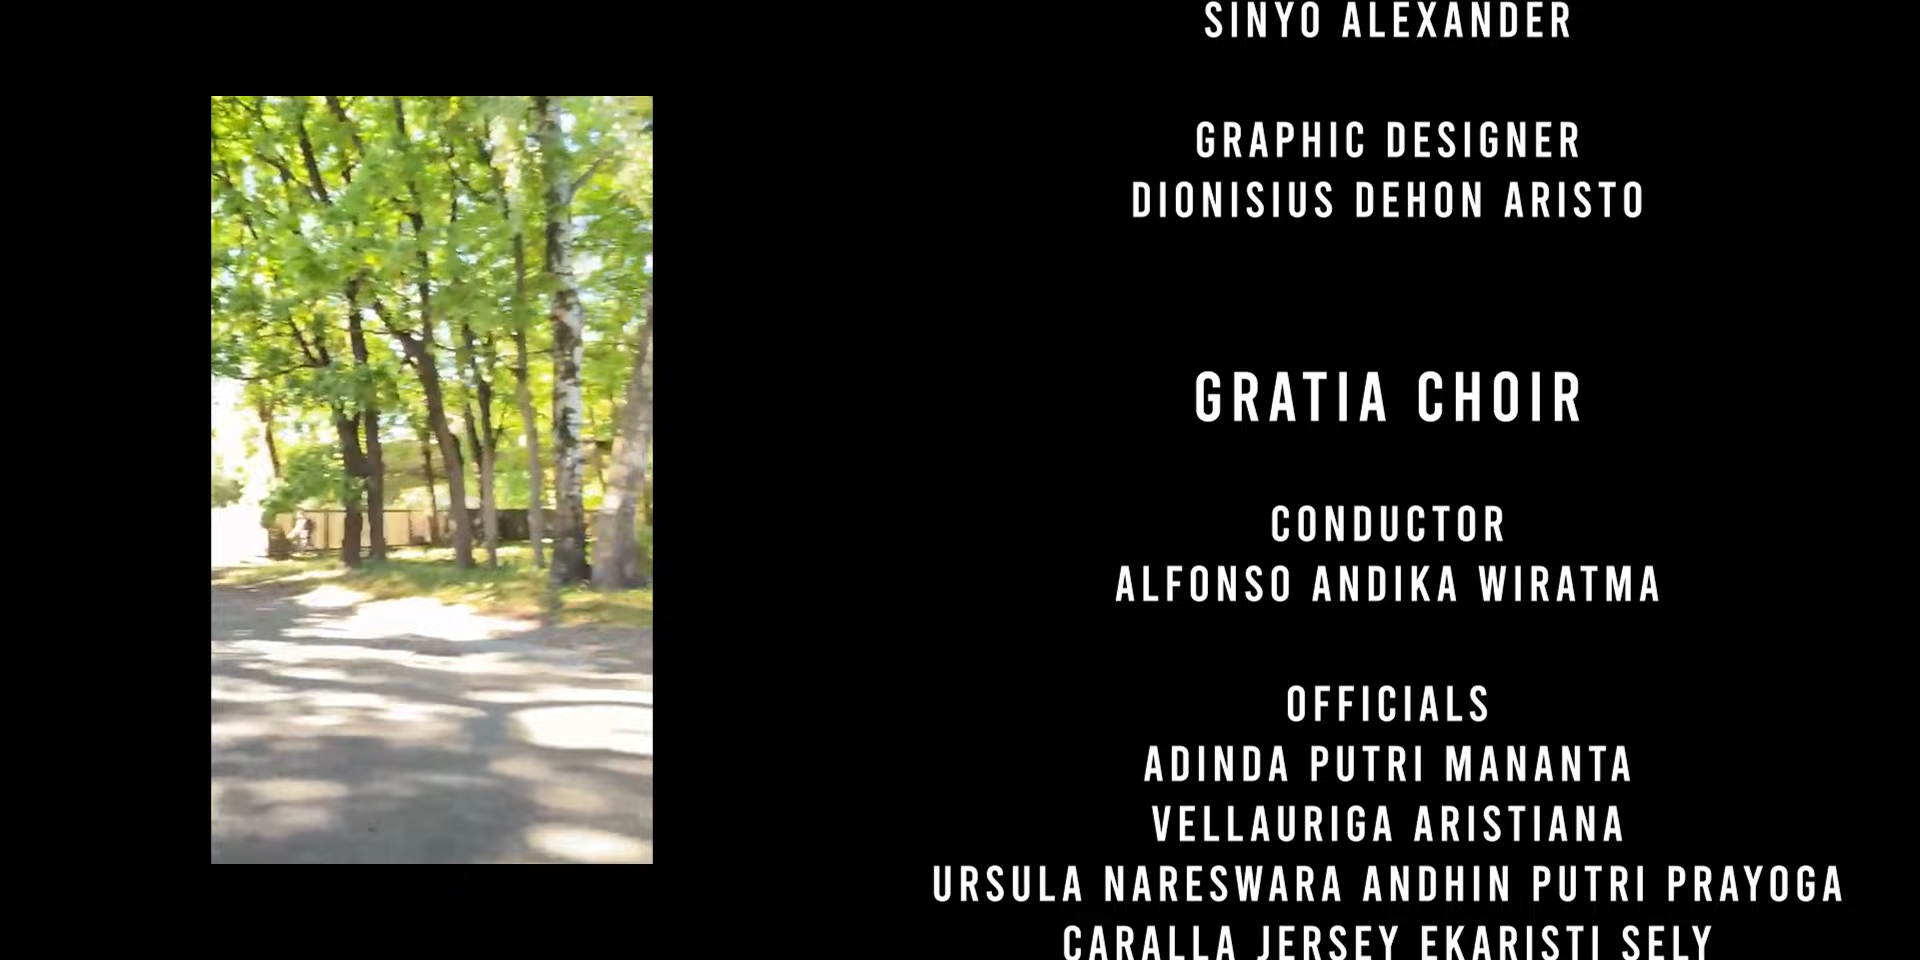 SINYO ALEXANDER
GRAPHIC DESIGNER
DIONISIUS DEHON ARISTO
GRATIA CHOIR
CONDUCTOR
ALFONSO ANDIKA WIRATMA
OFFICIALS
ADINDA PUTRI MANANTA
VELLAURIGA ARISTIANA
URSULA NARESWARA ANDHIN PUTRI PRAYOGA
CARALLA JERSEY EKARISTI SELY